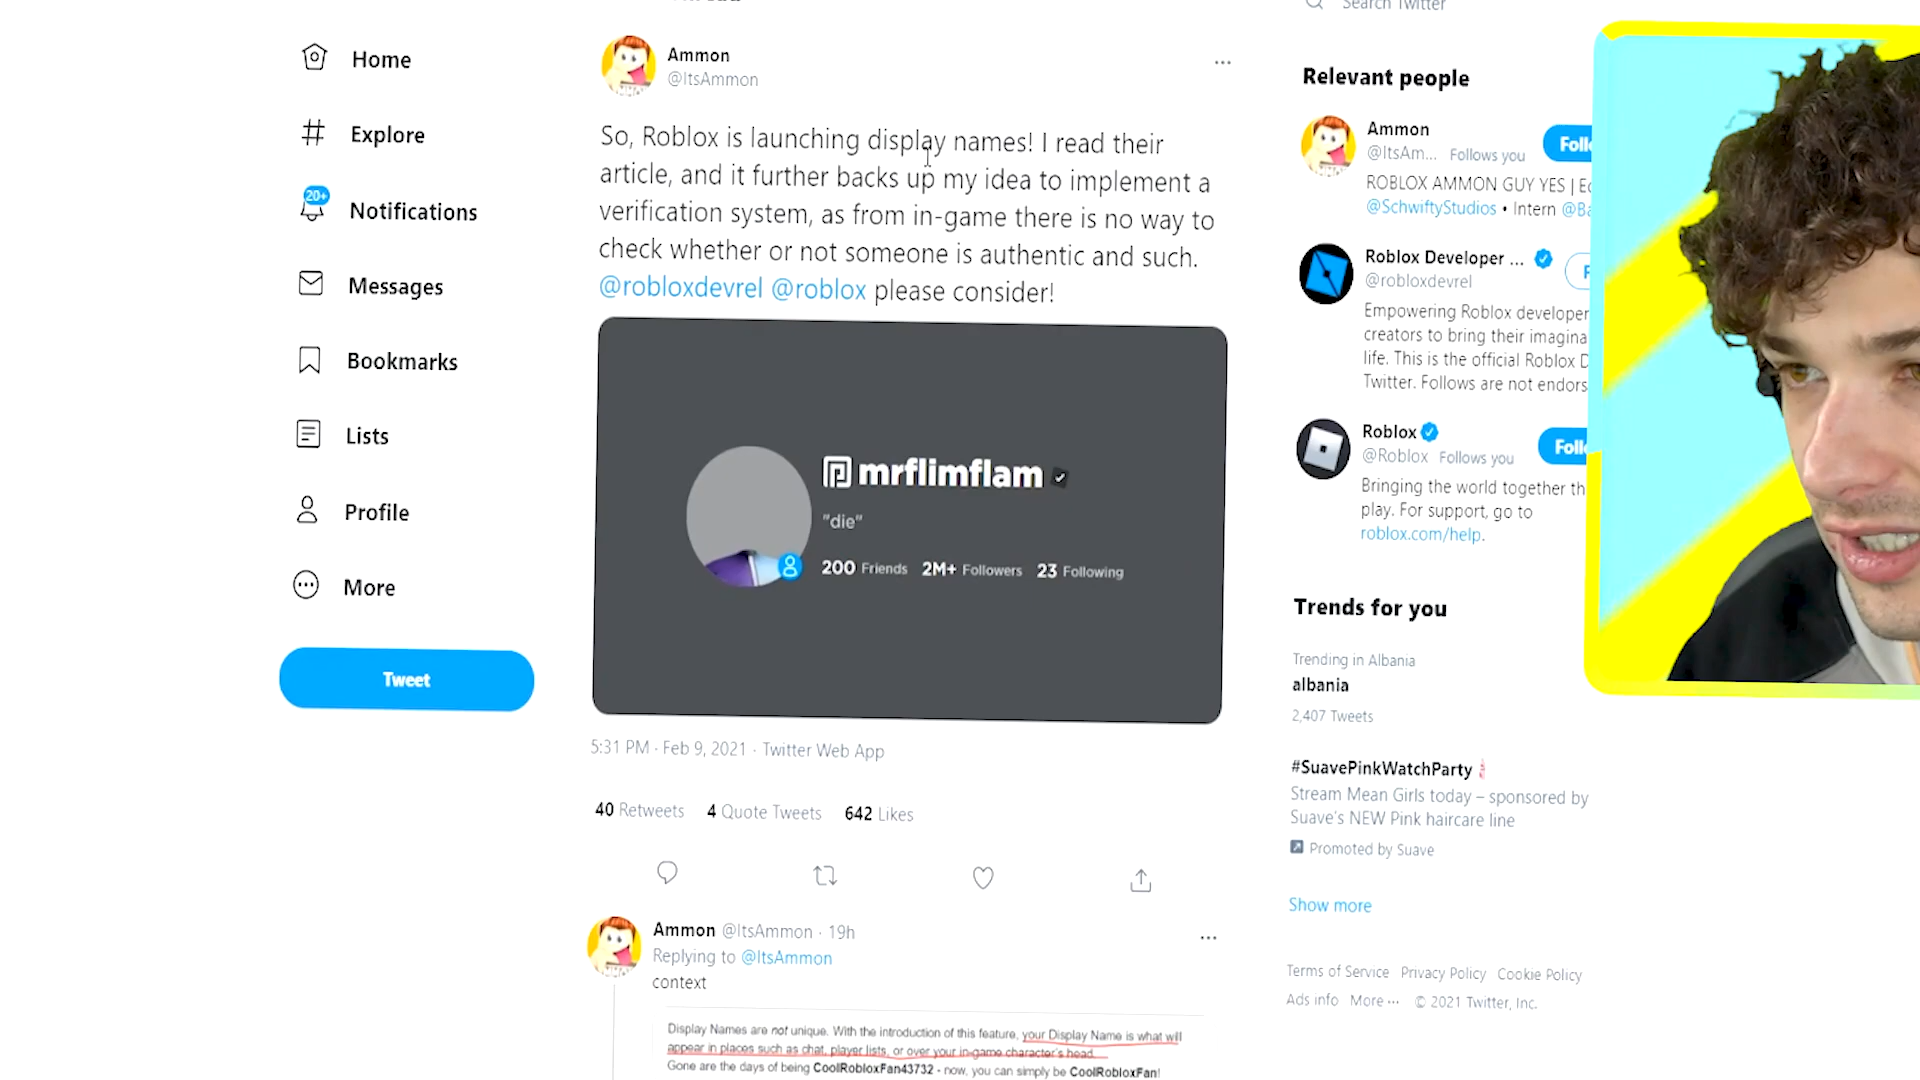 Search Twitter
Home
Explore
20+
Notifications
Messages
Bookmarks
Lists
Profile
More
Tweet
Ammon
@ItsAmmon
So, Roblox is launching display names! I read their
article, and it further backs up my idea to implement a
verification system, as from in-game there is no way to
check whether or not someone is authentic and such.
@robloxdevrel @roblox please consider!
mrflimflam
"die"
200 Friends 2M+ Followers 23 Following
5:31 PM · Feb 9, 2021 · Twitter Web App
40 Retweets 4 Quote Tweets 642 Likes
Ammon @ItsAmmon · 19h
Replying to @ItsAmmon
context
Display Names are not unique. With the introduction of this feature, your Display Name is what will
appear in places such as chat, player lists, or over your in-game character's head.
Gone are the days of being CoolRobloxFan43732 - now, you can simply be CoolRobloxFan!
Relevant people
Ammon
@ItsAm... Follows you
Foll
ROBLOX AMMON GUY YES | Ec
@SchwiftyStudios • Intern @Ba
Roblox Developer ...
@robloxdevrel
F
Empowering Roblox developer
creators to bring their imagina
life. This is the official Roblox D
Twitter. Follows are not endors
Roblox
@Roblox Follows you
Foll
Bringing the world together th
play. For support, go to
roblox.com/help.
Trends for you
Trending in Albania
albania
2,407 Tweets
#SuavePinkWatchParty
Stream Mean Girls today – sponsored by
Suave's NEW Pink haircare line
Promoted by Suave
Show more
Terms of Service Privacy Policy Cookie Policy
Ads info More ··· © 2021 Twitter, Inc.